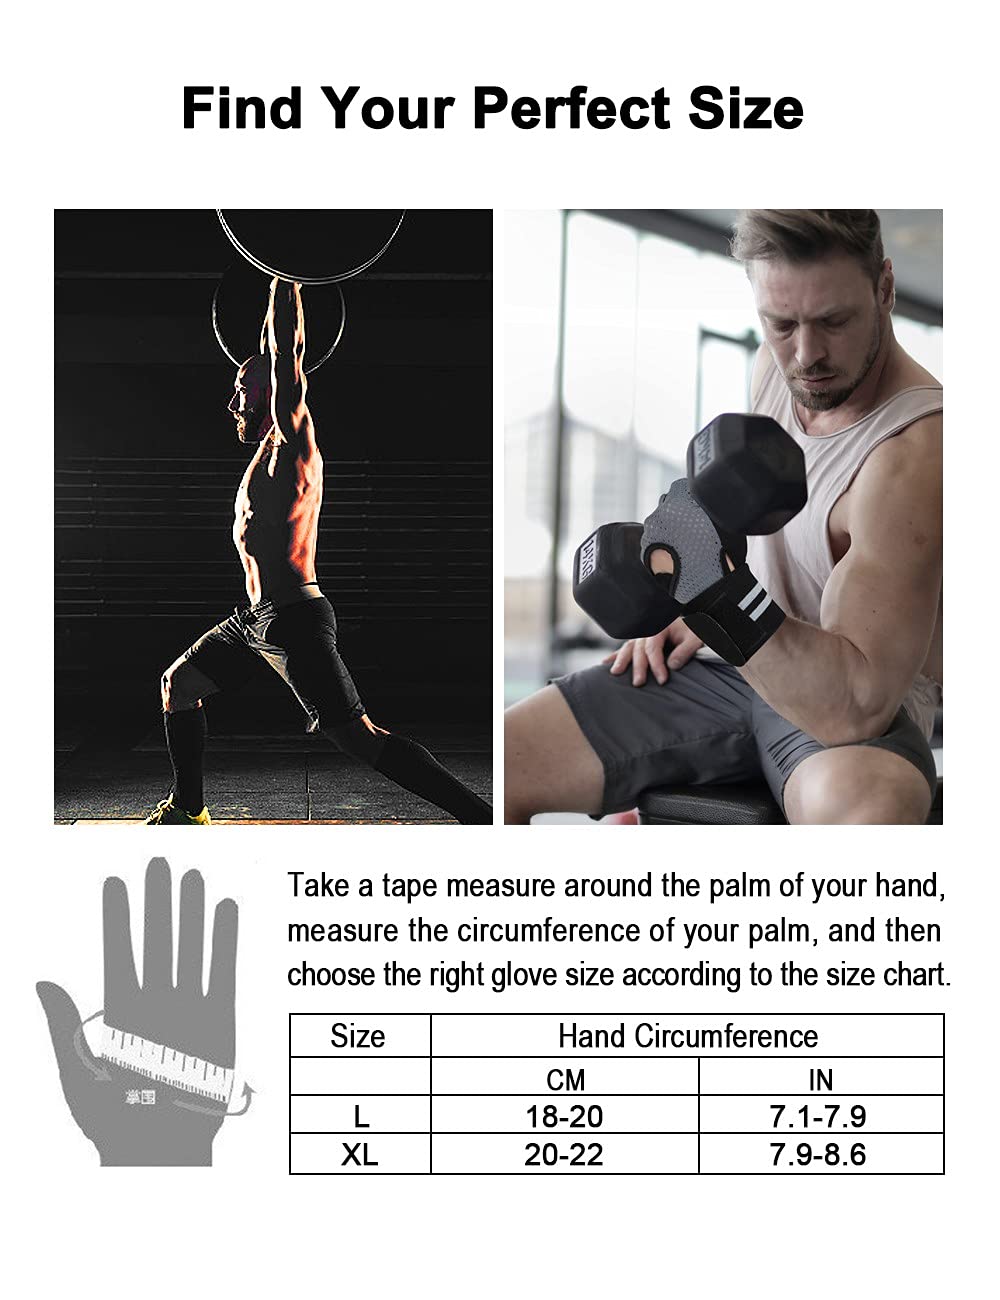 Find Your Perfect Size
14KG
Take a tape measure around the palm of your hand,
measure the circumference of your palm, and then
choose the right glove size according to the size chart.
掌围
Size Hand Circumference
CM IN
L 18-20 7.1-7.9
XL 20-22 7.9-8.6